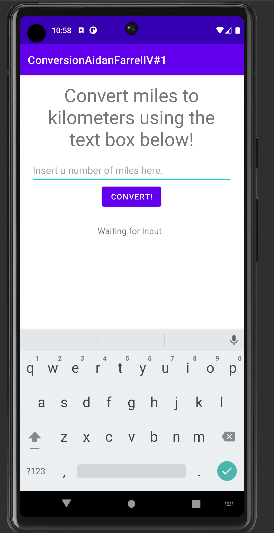 10:58
ConversionAidanFarrellV#1
Convert miles to
kilometers using the
text box below!
Insert a number of miles here.
CONVERT!
Waiting for Input
1 2 3 4 5 6 7 8 9 0
q w e r t y u i o p
a s d f g h j k l
z x c v b n m
?123 , .